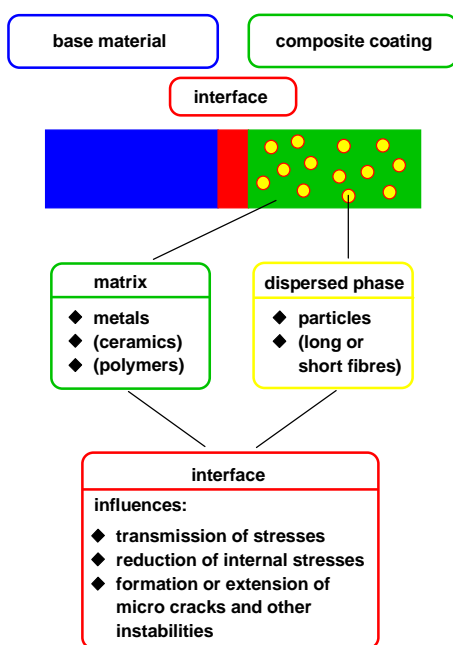 base material
composite coating
interface
matrix
◆ metals
◆ (ceramics)
◆ (polymers)
dispersed phase
◆ particles
◆ (long or
short fibres)
interface
influences:
◆ transmission of stresses
◆ reduction of internal stresses
◆ formation or extension of
micro cracks and other
instabilities